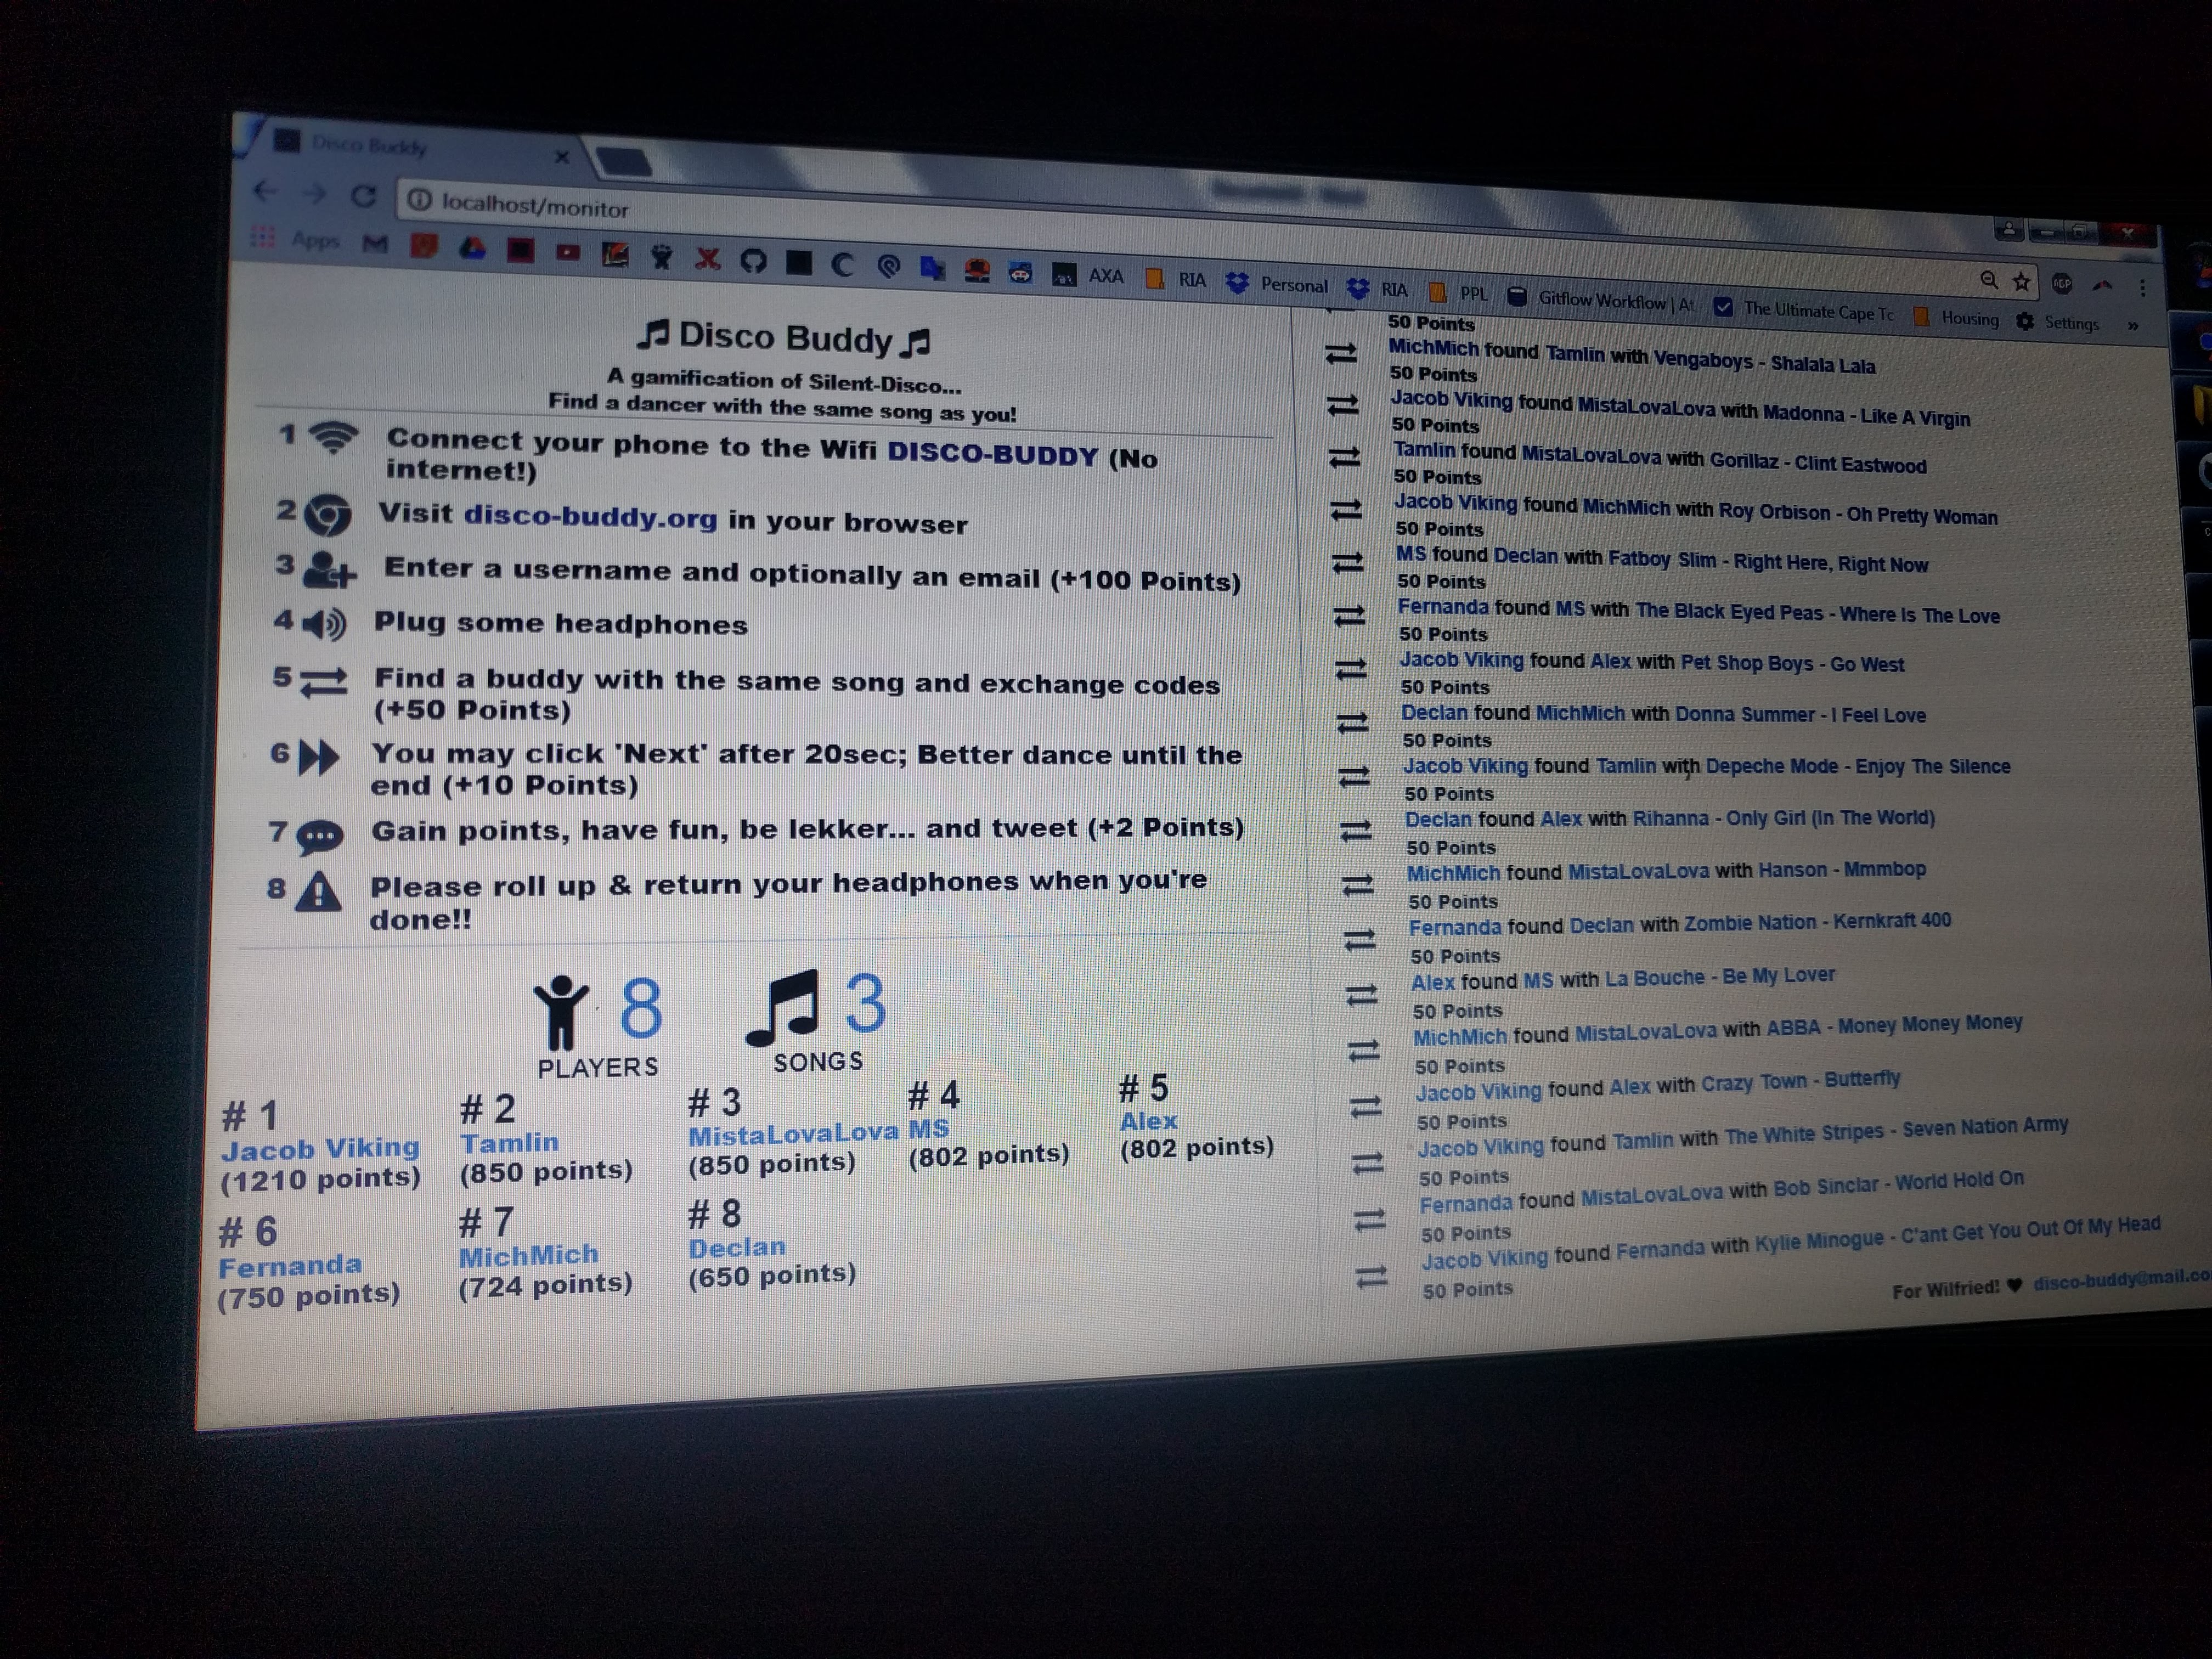 Disco Buddy
localhost/monitor
Apps
AXA
RIA
Personal
RIA
PPL
Gitflow Workflow | At
The Ultimate Cape Tc
Housing
Settings
»
Disco Buddy
A gamification of Silent-Disco...
Find a dancer with the same song as you!
1 Connect your phone to the Wifi DISCO-BUDDY (No
internet!)
2 Visit disco-buddy.org in your browser
3 Enter a username and optionally an email (+100 Points)
4 Plug some headphones
5 Find a buddy with the same song and exchange codes
(+50 Points)
6 You may click 'Next' after 20sec; Better dance until the
end (+10 Points)
7 Gain points, have fun, be lekker... and tweet (+2 Points)
8 Please roll up & return your headphones when you're
done!!
8
PLAYERS
3
SONGS
# 1
Jacob Viking
(1210 points)
# 2
Tamlin
(850 points)
# 3
MistaLovaLova
(850 points)
# 4
MS
(802 points)
# 5
Alex
(802 points)
# 6
Fernanda
(750 points)
# 7
MichMich
(724 points)
# 8
Declan
(650 points)
50 Points
MichMich found Tamlin with Vengaboys - Shalala Lala
50 Points
Jacob Viking found MistaLovaLova with Madonna - Like A Virgin
50 Points
Tamlin found MistaLovaLova with Gorillaz - Clint Eastwood
50 Points
Jacob Viking found MichMich with Roy Orbison - Oh Pretty Woman
50 Points
MS found Declan with Fatboy Slim - Right Here, Right Now
50 Points
Fernanda found MS with The Black Eyed Peas - Where Is The Love
50 Points
Jacob Viking found Alex with Pet Shop Boys - Go West
50 Points
Declan found MichMich with Donna Summer - I Feel Love
50 Points
Jacob Viking found Tamlin with Depeche Mode - Enjoy The Silence
50 Points
Declan found Alex with Rihanna - Only Girl (In The World)
50 Points
MichMich found MistaLovaLova with Hanson - Mmmbop
50 Points
Fernanda found Declan with Zombie Nation - Kernkraft 400
50 Points
Alex found MS with La Bouche - Be My Lover
50 Points
MichMich found MistaLovaLova with ABBA - Money Money Money
50 Points
Jacob Viking found Alex with Crazy Town - Butterfly
50 Points
Jacob Viking found Tamlin with The White Stripes - Seven Nation Army
50 Points
Fernanda found MistaLovaLova with Bob Sinclar - World Hold On
50 Points
Jacob Viking found Fernanda with Kylie Minogue - C'ant Get You Out Of My Head
50 Points
For Wilfried! ♥ disco-buddy@mail.co